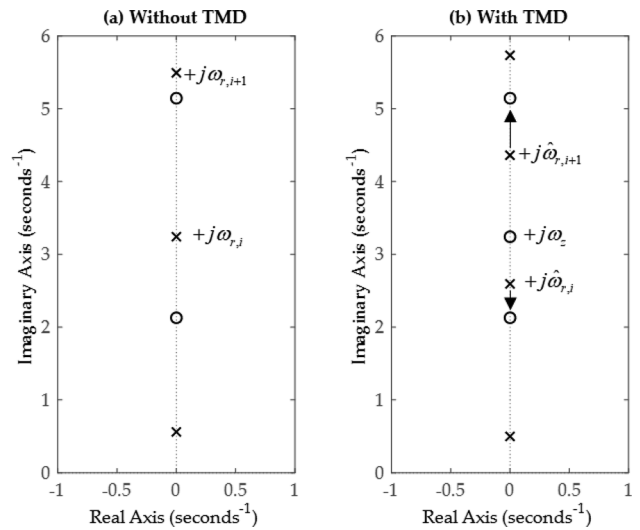 (a) Without TMD
6
5
4
3
2
1
0
-1
-0.5
0
0.5
1
Imaginary Axis (seconds⁻¹)
Real Axis (seconds⁻¹)
+jω_{r,i+1}
+jω_{r,i}
(b) With TMD
6
5
4
3
2
1
0
-1
-0.5
0
0.5
1
Imaginary Axis (seconds⁻¹)
Real Axis (seconds⁻¹)
+jω̂_{r,i+1}
+jω_z
+jω̂_{r,i}